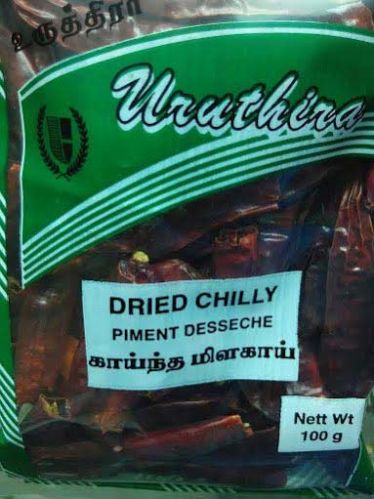 உருத்திரா
Uruthira
DRIED CHILLY
PIMENT DESSECHE
காய்ந்த மிளகாய்
Nett Wt
100 g